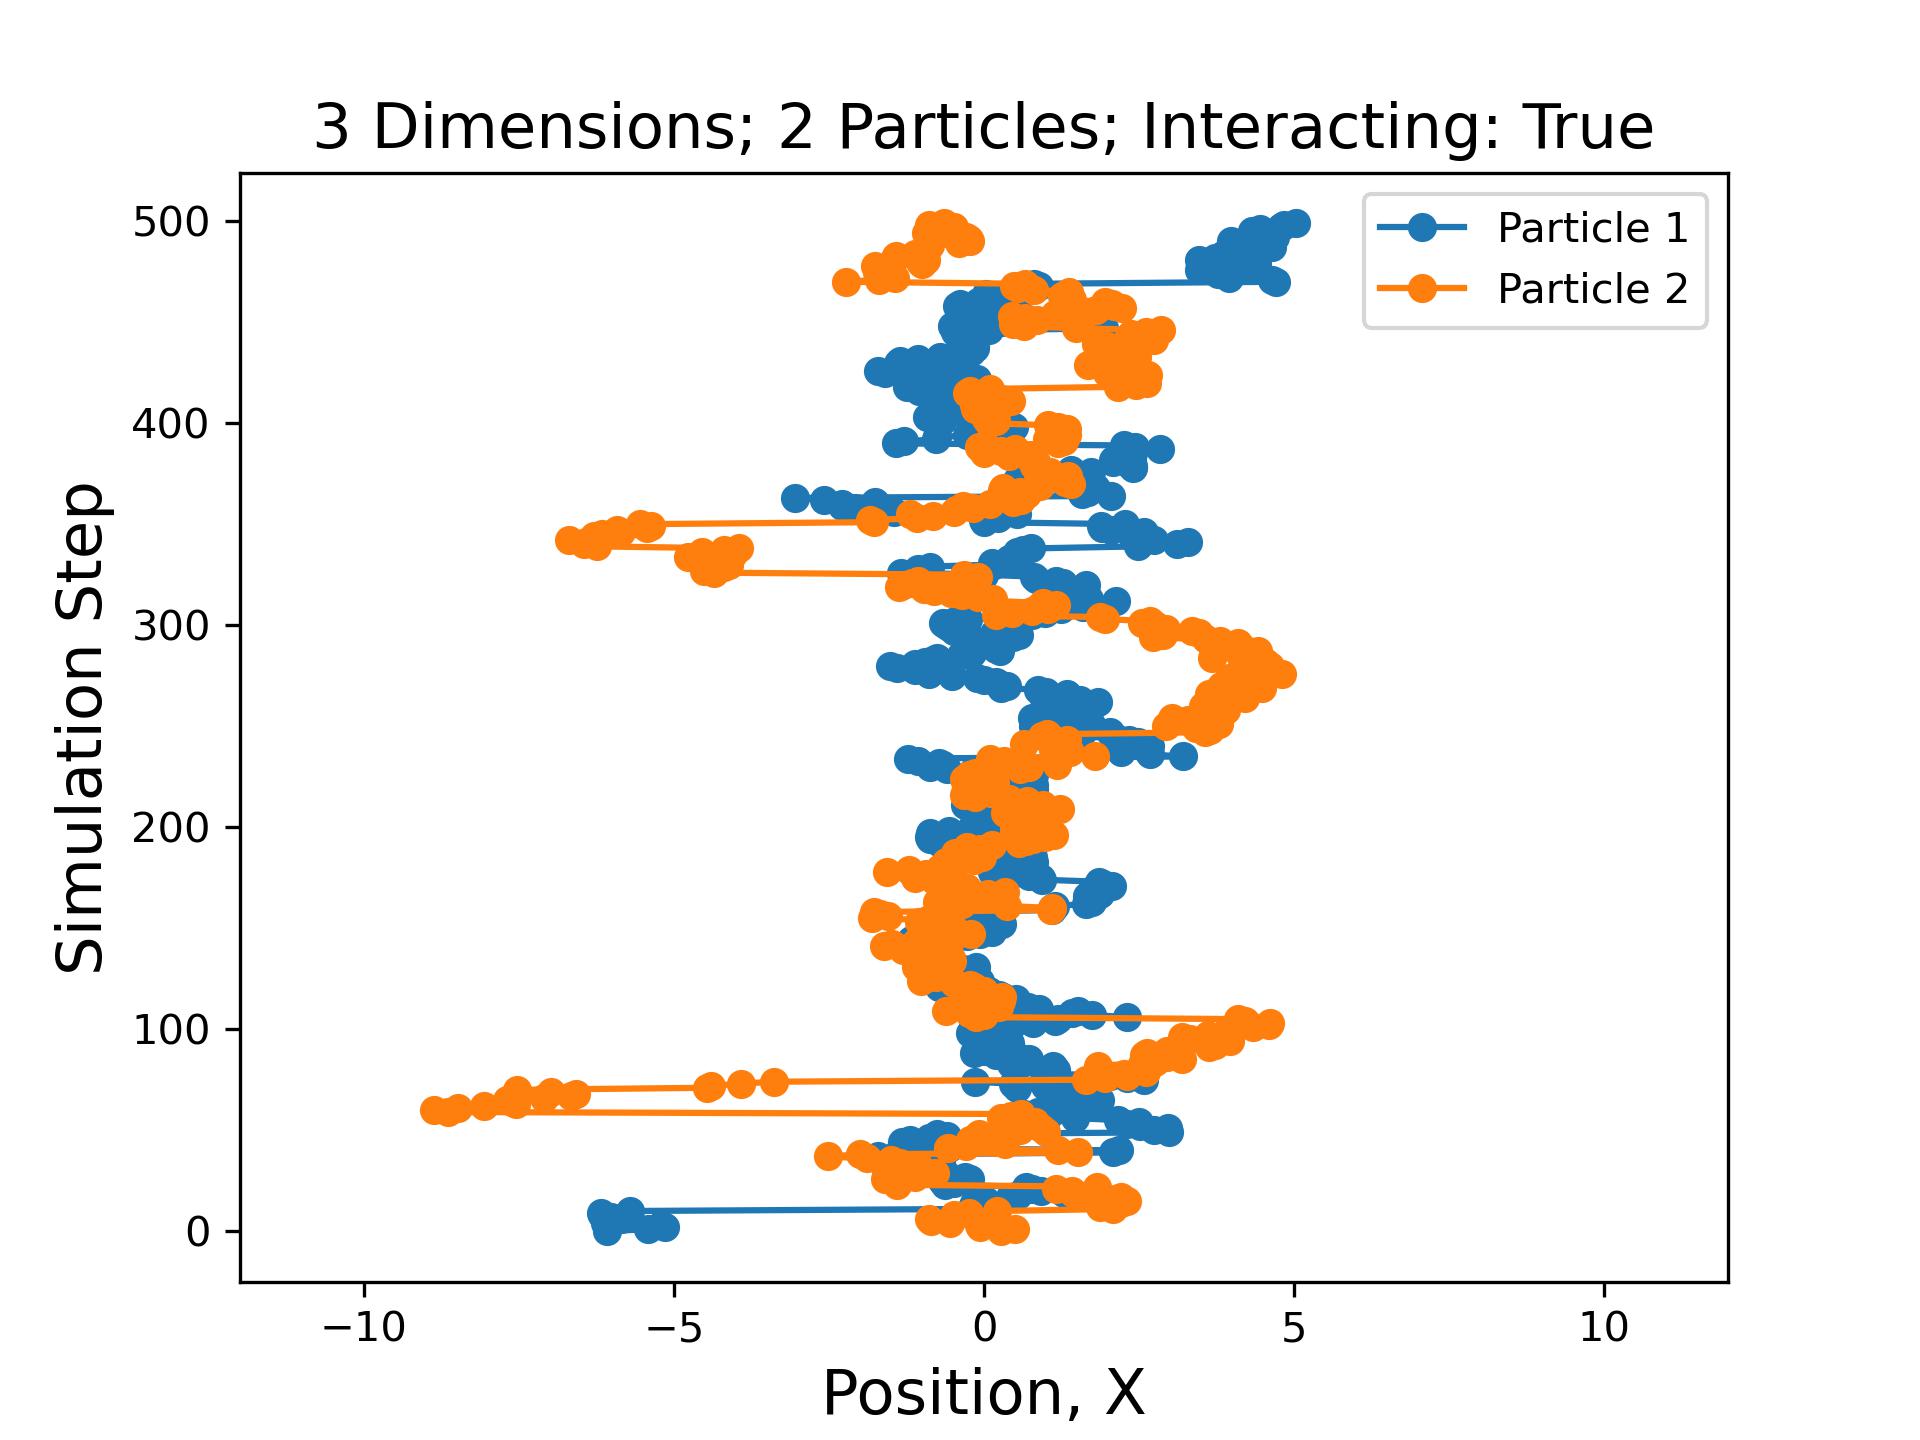 3 Dimensions; 2 Particles; Interacting: True
Particle 1
Particle 2
Simulation Step
500
400
300
200
100
0
−10
−5
0
5
10
Position, X